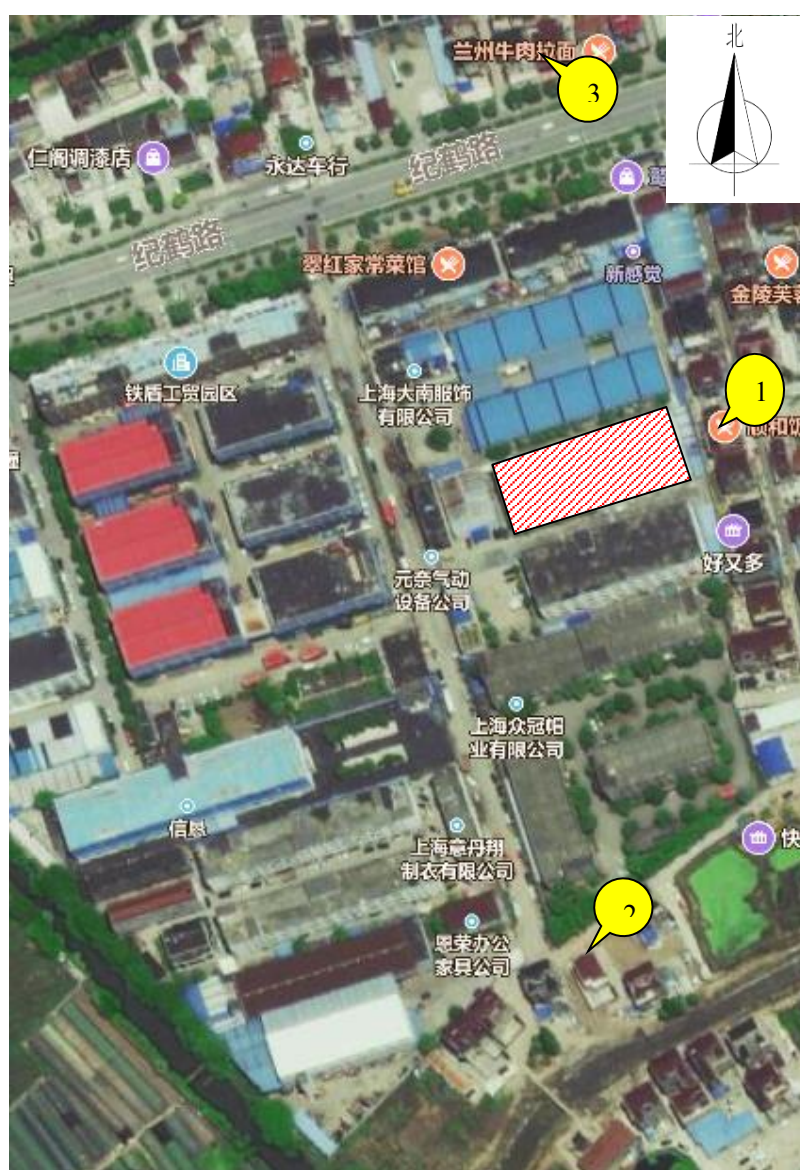 兰州牛肉拉面
北
3
仁阁调漆店
永达车行
纪鹤路
纪鹤路
翠红家常菜馆
新感觉
金陵芙蓉
铁盾工贸园区
上海大南服饰
有限公司
1
顺和饭
好又多
元奈气动
设备公司
上海众冠帽
业有限公司
信恳
上海意丹翔
制衣有限公司
快
2
恩荣办公
家具公司